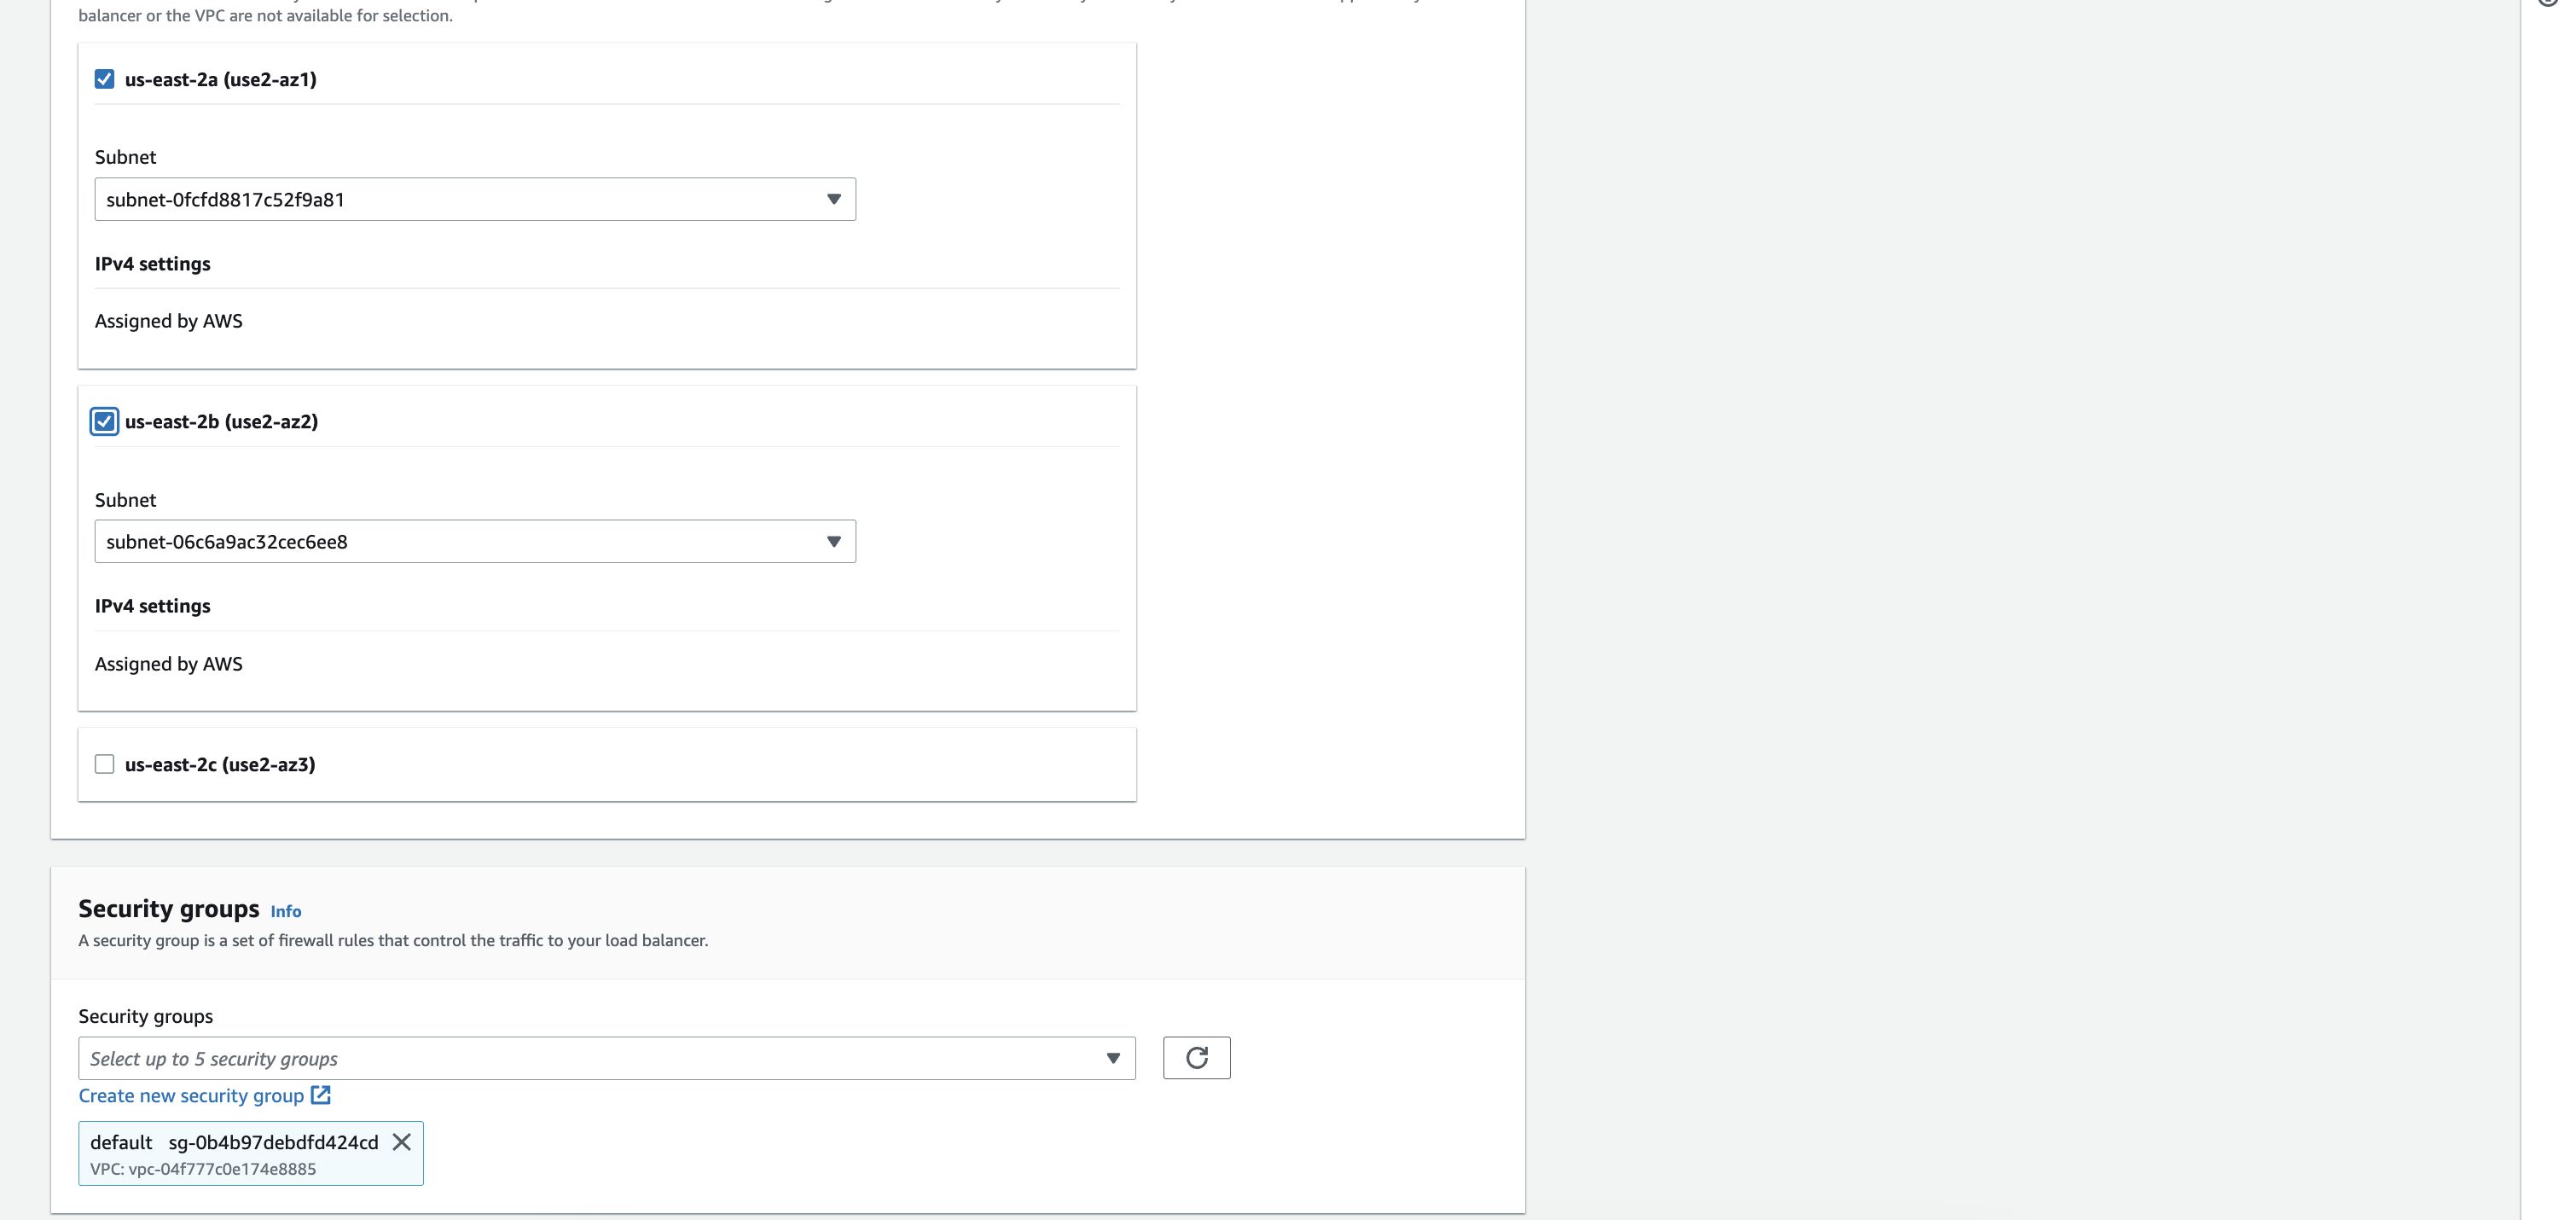 balancer or the VPC are not available for selection.
us-east-2a (use2-az1)
Subnet
subnet-0fcfd8817c52f9a81
IPv4 settings
Assigned by AWS
us-east-2b (use2-az2)
Subnet
subnet-06c6a9ac32cec6ee8
IPv4 settings
Assigned by AWS
us-east-2c (use2-az3)
Security groups Info
A security group is a set of firewall rules that control the traffic to your load balancer.
Security groups
Select up to 5 security groups
Create new security group
default sg-0b4b97debdfd424cd
VPC: vpc-04f777c0e174e8885